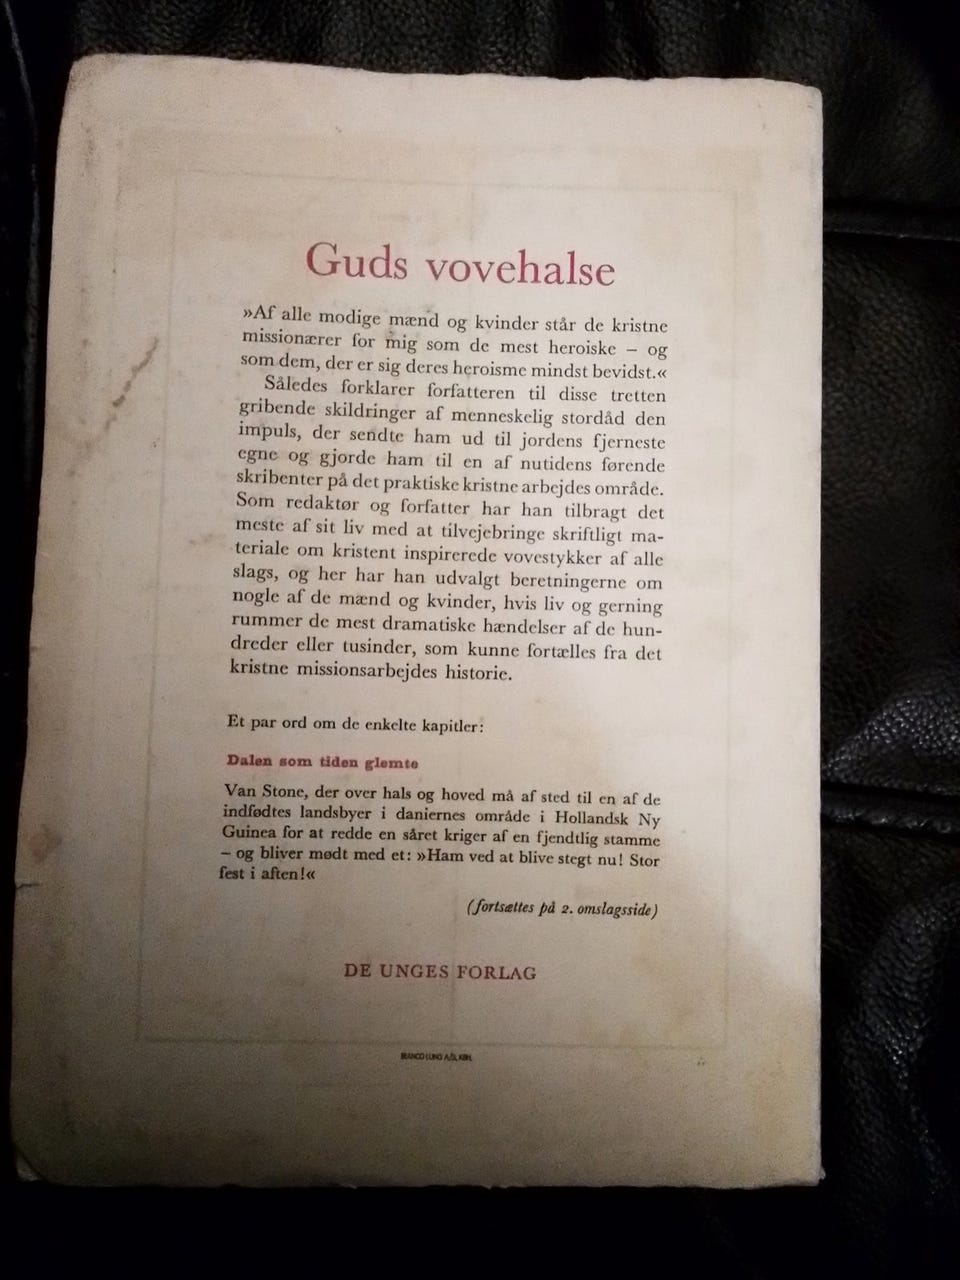 Guds vovehalse
»Af alle modige mænd og kvinder står de kristne
missionærer for mig som de mest heroiske – og
som dem, der er sig deres heroisme mindst bevidst.«
Således forklarer forfatteren til disse tretten
gribende skildringer af menneskelig stordåd den
impuls, der sendte ham ud til jordens fjerneste
egne og gjorde ham til en af nutidens førende
skribenter på det praktiske kristne arbejdes område.
Som redaktør og forfatter har han tilbragt det
meste af sit liv med at tilvejebringe skriftligt ma-
teriale om kristent inspirerede vovestykker af alle
slags, og her har han udvalgt beretningerne om
nogle af de mænd og kvinder, hvis liv og gerning
rummer de mest dramatiske hændelser af de hun-
dreder eller tusinder, som kunne fortælles fra det
kristne missionsarbejdes historie.
Et par ord om de enkelte kapitler:
Dalen som tiden glemte
Van Stone, der over hals og hoved må af sted til en af de
indfødtes landsbyer i daniernes område i Hollandsk Ny
Guinea for at redde en såret kriger af en fjendtlig stamme
– og bliver mødt med et: »Ham ved at blive stegt nu! Stor
fest i aften!«
(fortsættes på 2. omslagsside)
DE UNGES FORLAG
BIANCO LUNO A/S, KBH.